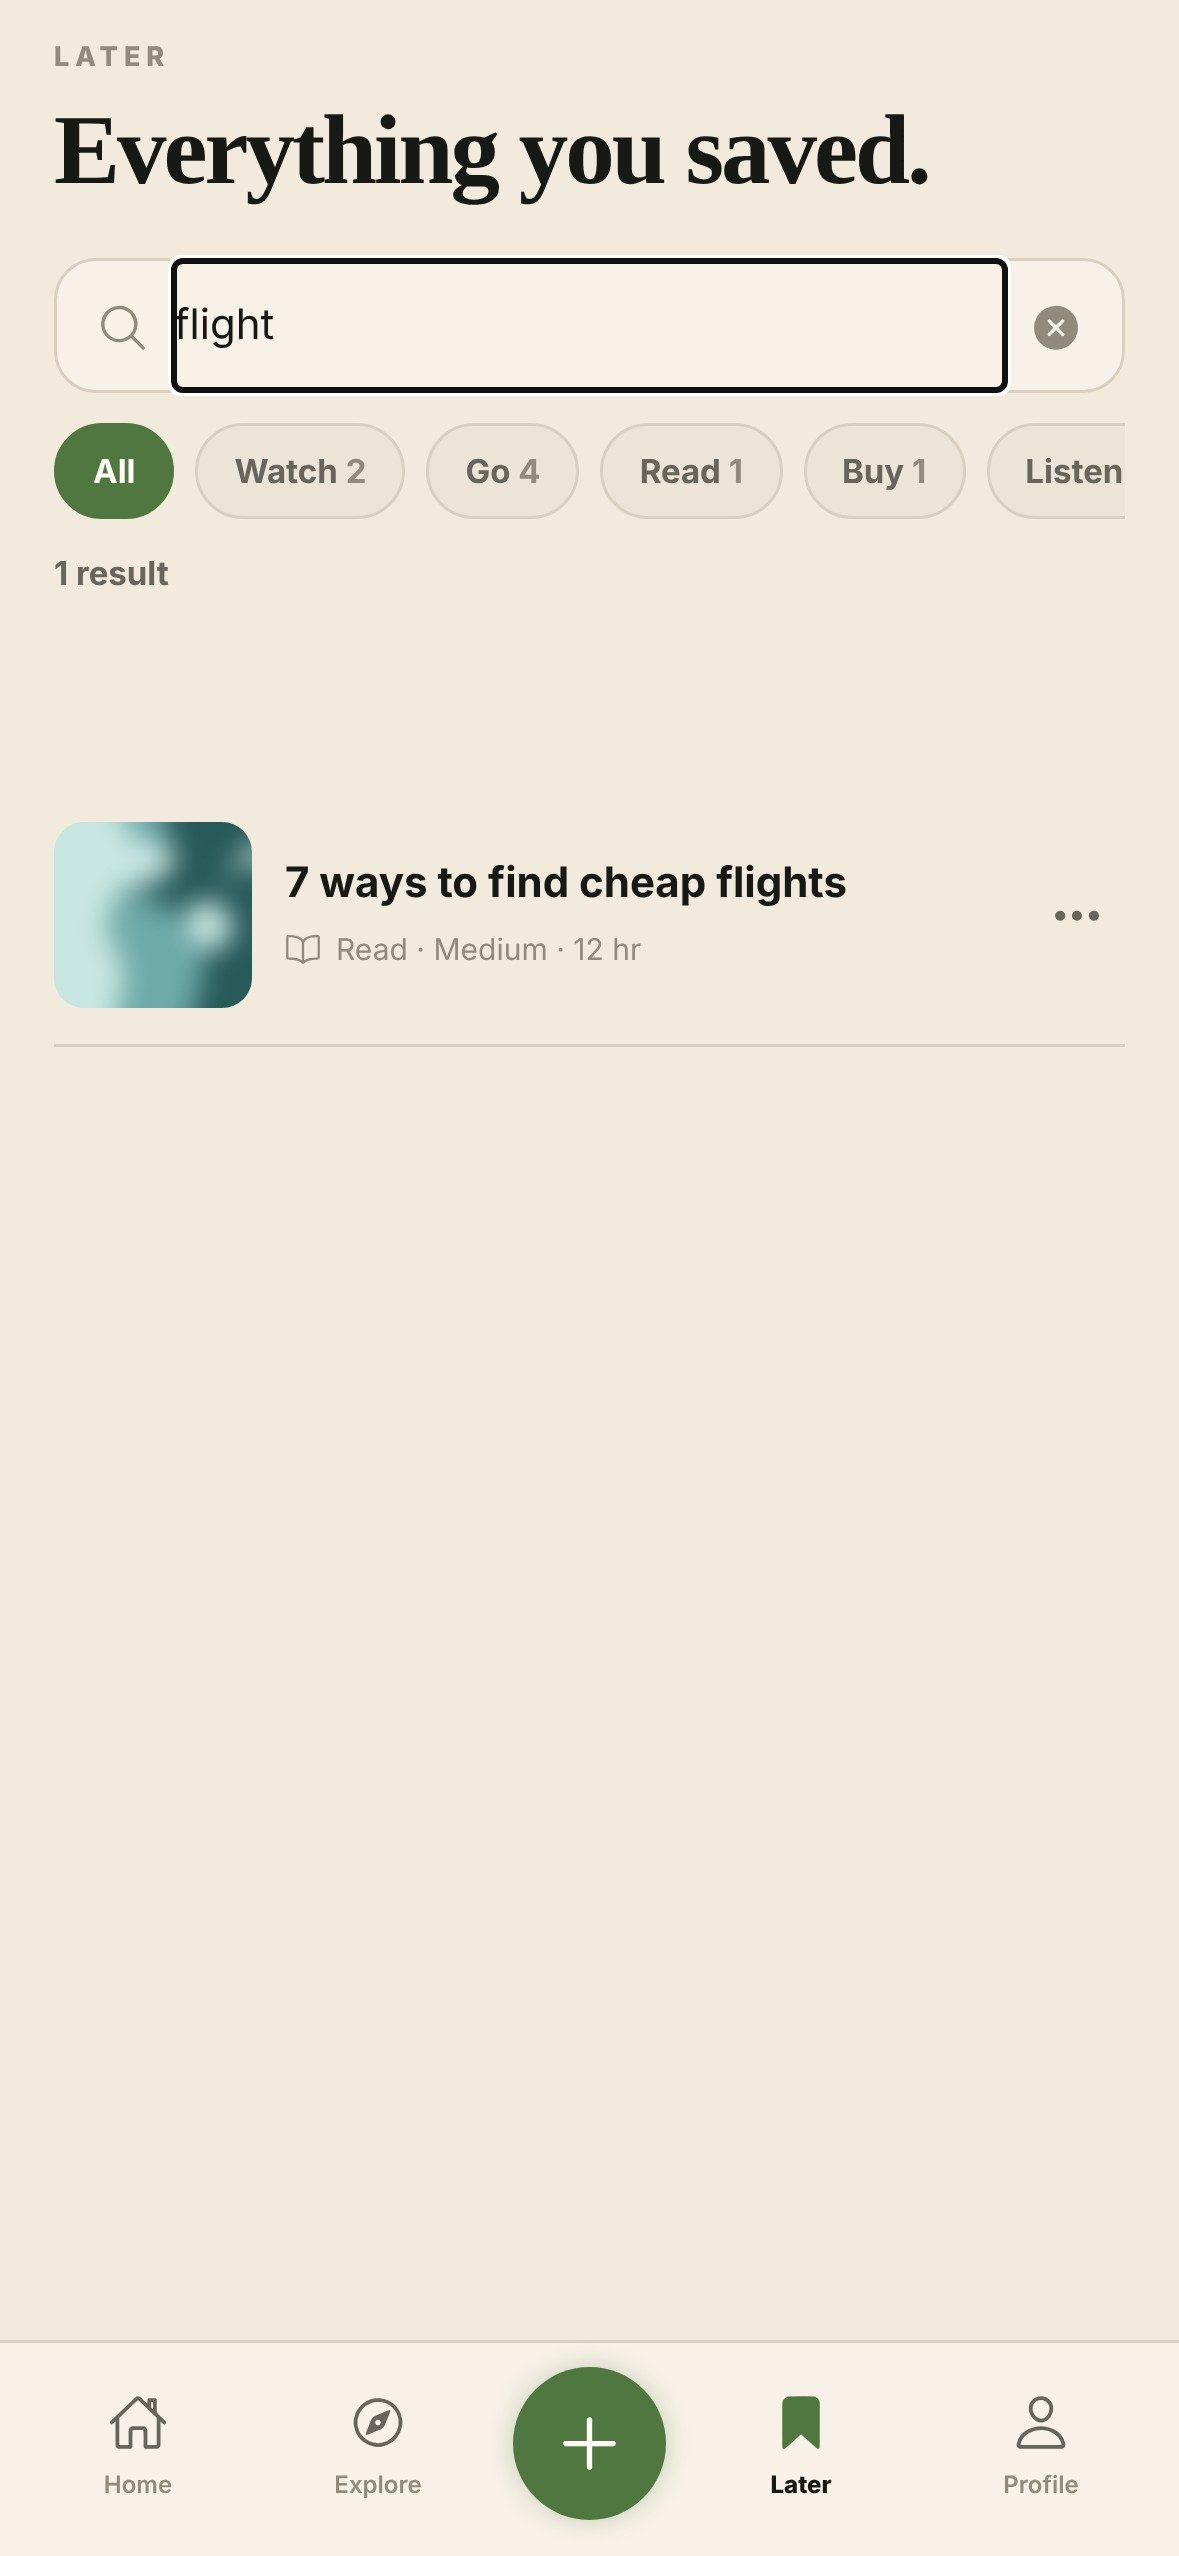 LATER
Everything you saved.
flight
All
Watch 2
Go 4
Read 1
Buy 1
Listen
1 result
7 ways to find cheap flights
Read · Medium · 12 hr
Home
Explore
Later
Profile